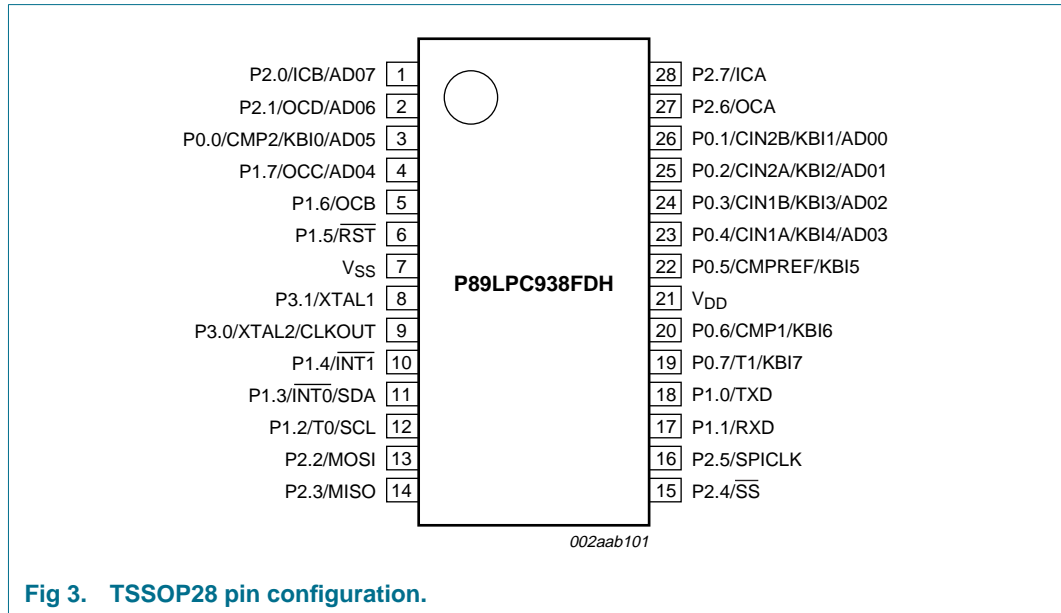 P2.0/ICB/AD07 1
P2.1/OCD/AD06 2
P0.0/CMP2/KBI0/AD05 3
P1.7/OCC/AD04 4
P1.6/OCB 5
P1.5/R̅S̅T̅ 6
VSS 7
P3.1/XTAL1 8
P3.0/XTAL2/CLKOUT 9
P1.4/I̅N̅T̅1̅ 10
P1.3/I̅N̅T̅0̅/SDA 11
P1.2/T0/SCL 12
P2.2/MOSI 13
P2.3/MISO 14
P89LPC938FDH
28 P2.7/ICA
27 P2.6/OCA
26 P0.1/CIN2B/KBI1/AD00
25 P0.2/CIN2A/KBI2/AD01
24 P0.3/CIN1B/KBI3/AD02
23 P0.4/CIN1A/KBI4/AD03
22 P0.5/CMPREF/KBI5
21 VDD
20 P0.6/CMP1/KBI6
19 P0.7/T1/KBI7
18 P1.0/TXD
17 P1.1/RXD
16 P2.5/SPICLK
15 P2.4/S̅S̅
002aab101
Fig 3. TSSOP28 pin configuration.